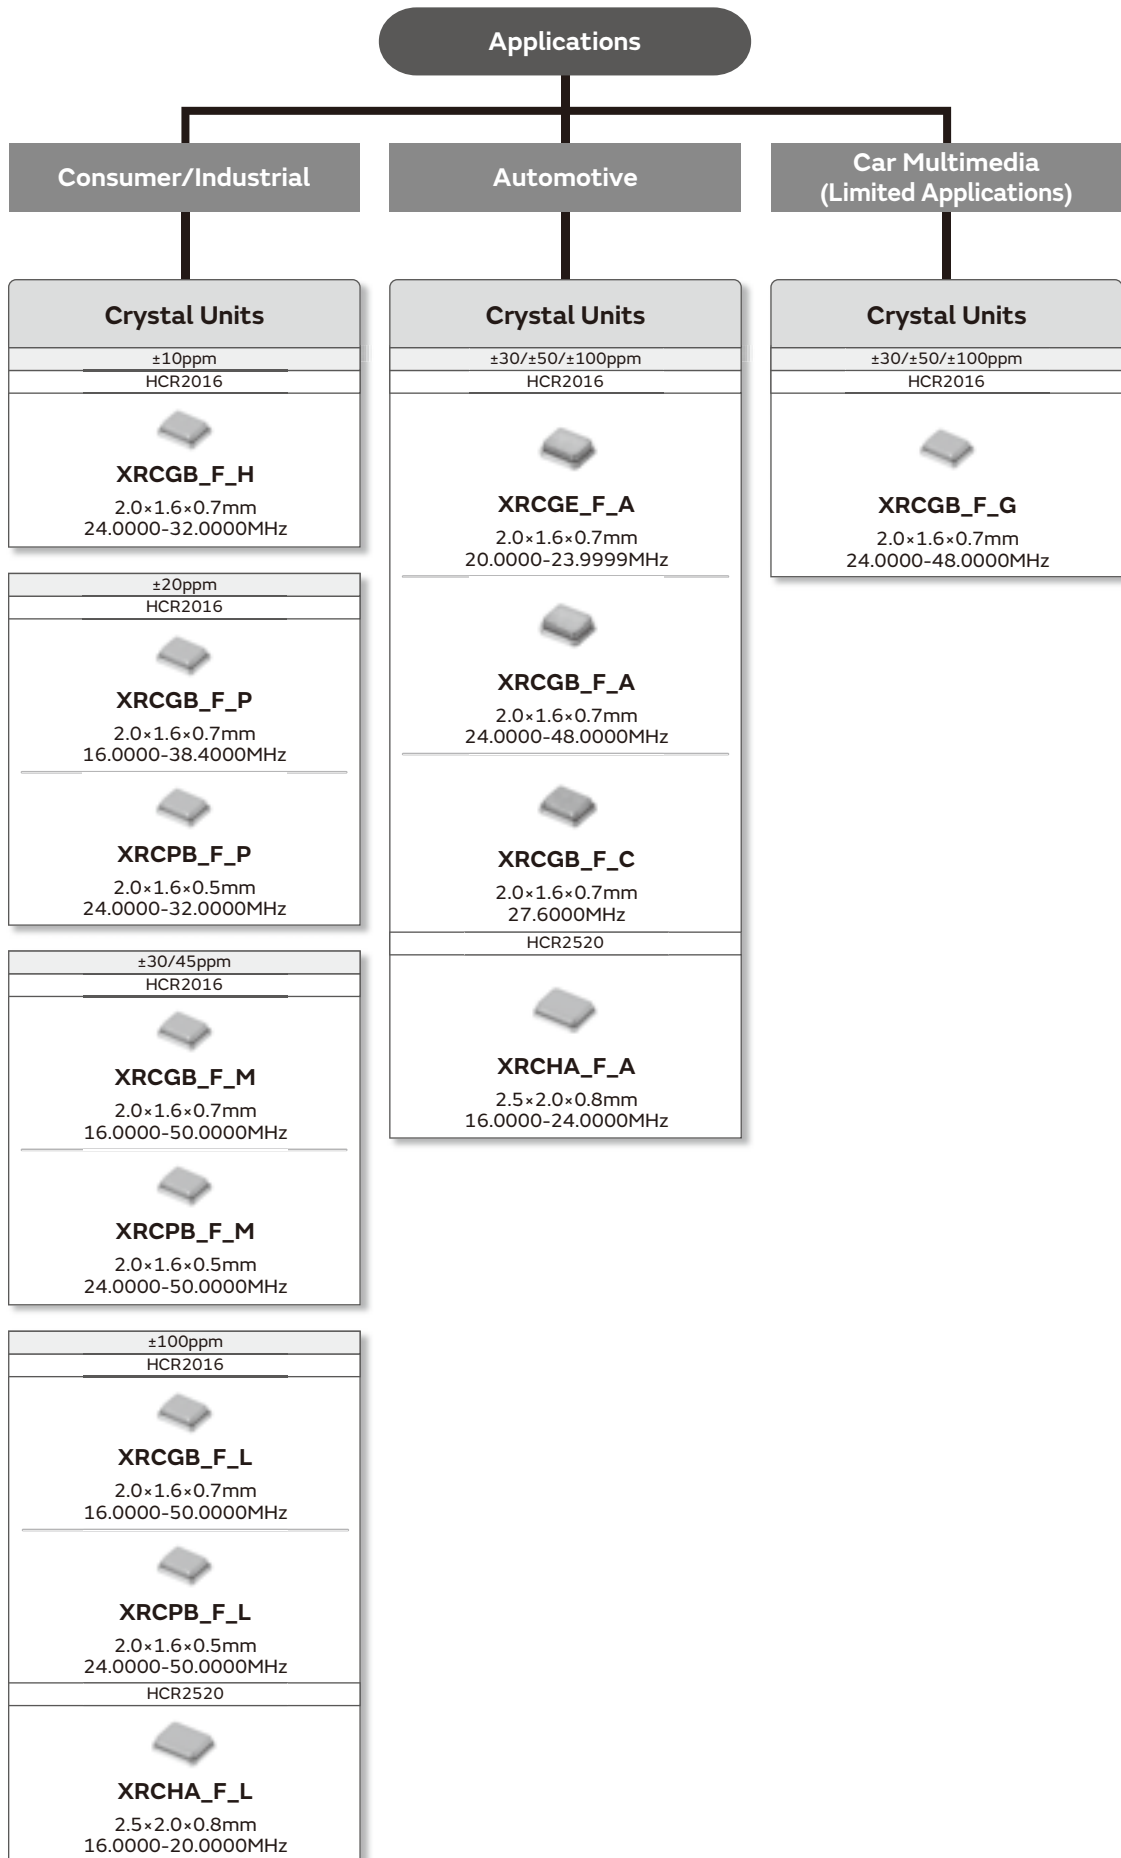 Applications
Consumer/Industrial
Crystal Units
±10ppm
HCR2016
XRCGB_F_H
2.0×1.6×0.7mm
24.0000-32.0000MHz
±20ppm
HCR2016
XRCGB_F_P
2.0×1.6×0.7mm
16.0000-38.4000MHz
XRCPB_F_P
2.0×1.6×0.5mm
24.0000-32.0000MHz
±30/45ppm
HCR2016
XRCGB_F_M
2.0×1.6×0.7mm
16.0000-50.0000MHz
XRCPB_F_M
2.0×1.6×0.5mm
24.0000-50.0000MHz
±100ppm
HCR2016
XRCGB_F_L
2.0×1.6×0.7mm
16.0000-50.0000MHz
XRCPB_F_L
2.0×1.6×0.5mm
24.0000-50.0000MHz
HCR2520
XRCHA_F_L
2.5×2.0×0.8mm
16.0000-20.0000MHz
Automotive
Crystal Units
±30/±50/±100ppm
HCR2016
XRCGE_F_A
2.0×1.6×0.7mm
20.0000-23.9999MHz
XRCGB_F_A
2.0×1.6×0.7mm
24.0000-48.0000MHz
XRCGB_F_C
2.0×1.6×0.7mm
27.6000MHz
HCR2520
XRCHA_F_A
2.5×2.0×0.8mm
16.0000-24.0000MHz
Car Multimedia
(Limited Applications)
Crystal Units
±30/±50/±100ppm
HCR2016
XRCGB_F_G
2.0×1.6×0.7mm
24.0000-48.0000MHz